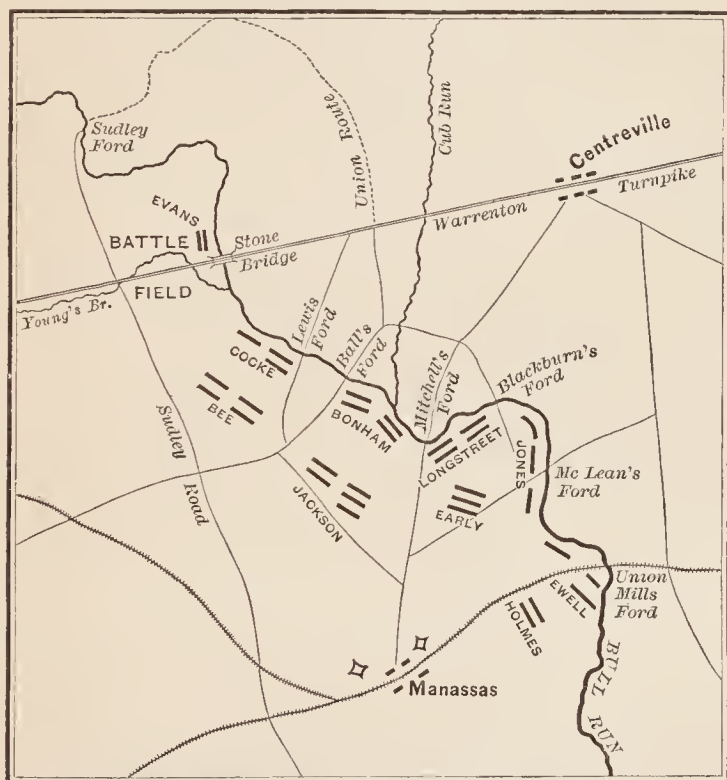 Sudley
Ford
Union Route
Cub Run
Centreville
Warrenton
Turnpike
EVANS
BATTLE
FIELD
Stone
Bridge
Young's Br.
Lewis
Ford
Ball's
Ford
Mitchell's
Ford
Blackburn's
Ford
COCKE
BEE
BONHAM
LONGSTREET
JONES
Mc Lean's
Ford
Sudley
Road
JACKSON
EARLY
EWELL
Union
Mills
Ford
HOLMES
Manassas
BULL RUN